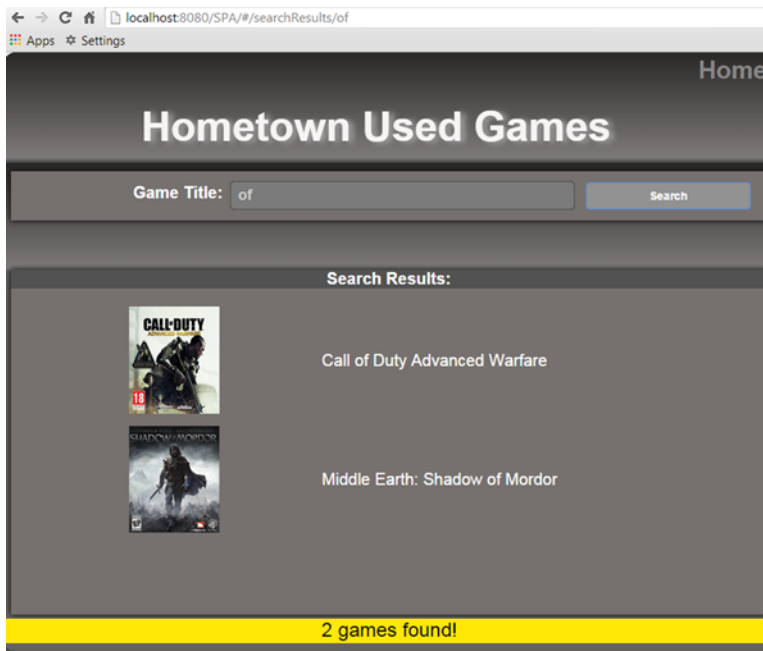 localhost:8080/SPA/#/searchResults/of
Apps Settings
Home
Hometown Used Games
Game Title: of Search
Search Results:
CALL OF DUTY
ADVANCED WARFARE
18
Call of Duty Advanced Warfare
SHADOW OF MORDOR
Middle Earth: Shadow of Mordor
2 games found!